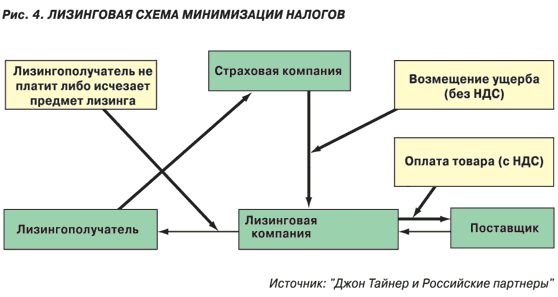 Рис. 4. ЛИЗИНГОВАЯ СХЕМА МИНИМИЗАЦИИ НАЛОГОВ
Лизингополучатель не
платит либо исчезает
предмет лизинга
Страховая компания
Возмещение ущерба
(без НДС)
Оплата товара (с НДС)
Лизингополучатель
Лизинговая
компания
Поставщик
Источник: "Джон Тайнер и Российские партнеры"